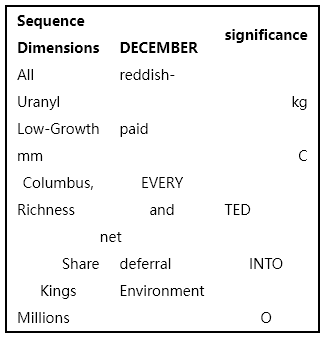 Sequence
Dimensions DECEMBER significance
All reddish-
Uranyl kg
Low-Growth paid
mm C
Columbus, EVERY
Richness and TED
net
Share deferral INTO
Kings Environment
Millions O